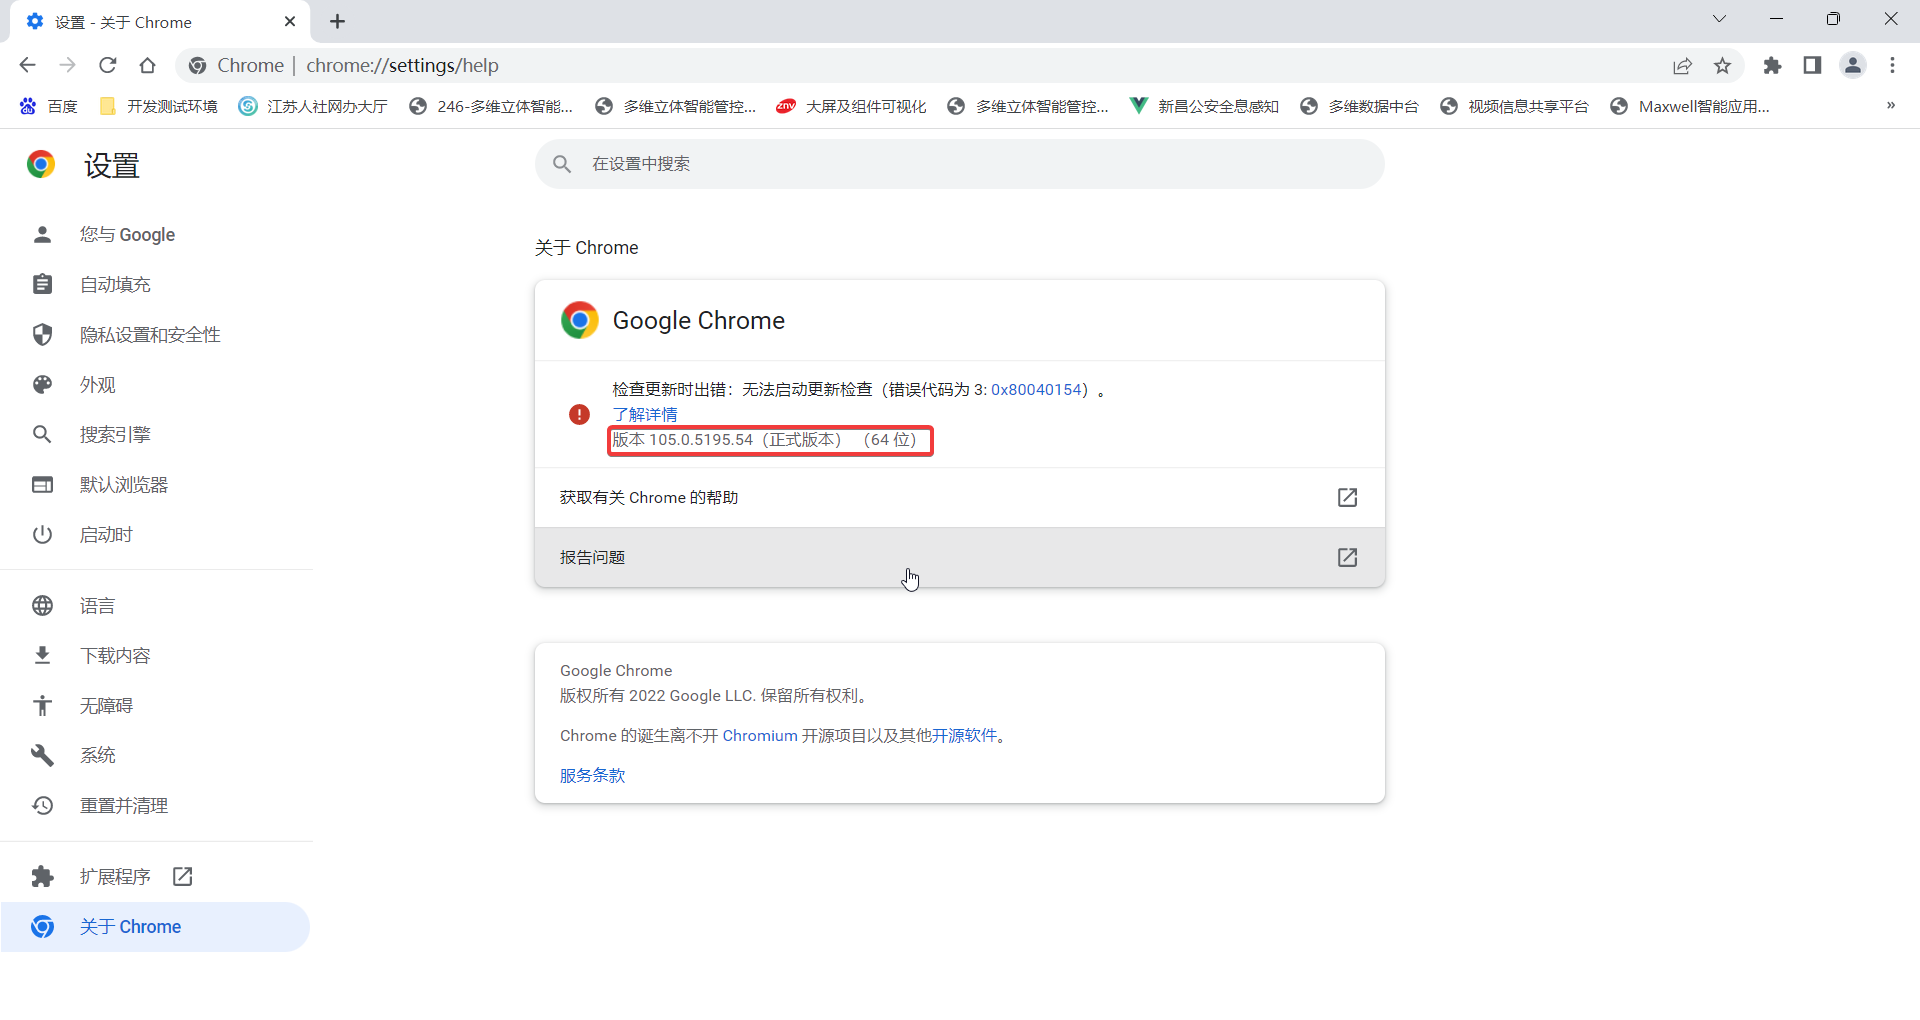 设置 - 关于 Chrome
Chrome | chrome://settings/help
百度 开发测试环境 江苏人社网办大厅 246-多维立体智能... 多维立体智能管控... znv 大屏及组件可视化 多维立体智能管控... 新昌公安全息感知 多维数据中台 视频信息共享平台 Maxwell智能应用... »
设置
在设置中搜索
您与 Google
自动填充
隐私设置和安全性
外观
搜索引擎
默认浏览器
启动时
语言
下载内容
无障碍
系统
重置并清理
扩展程序
关于 Chrome
关于 Chrome
Google Chrome
检查更新时出错：无法启动更新检查（错误代码为 3: 0x80040154）。
了解详情
版本 105.0.5195.54（正式版本） （64 位）
获取有关 Chrome 的帮助
报告问题
Google Chrome
版权所有 2022 Google LLC. 保留所有权利。
Chrome 的诞生离不开 Chromium 开源项目以及其他开源软件。
服务条款